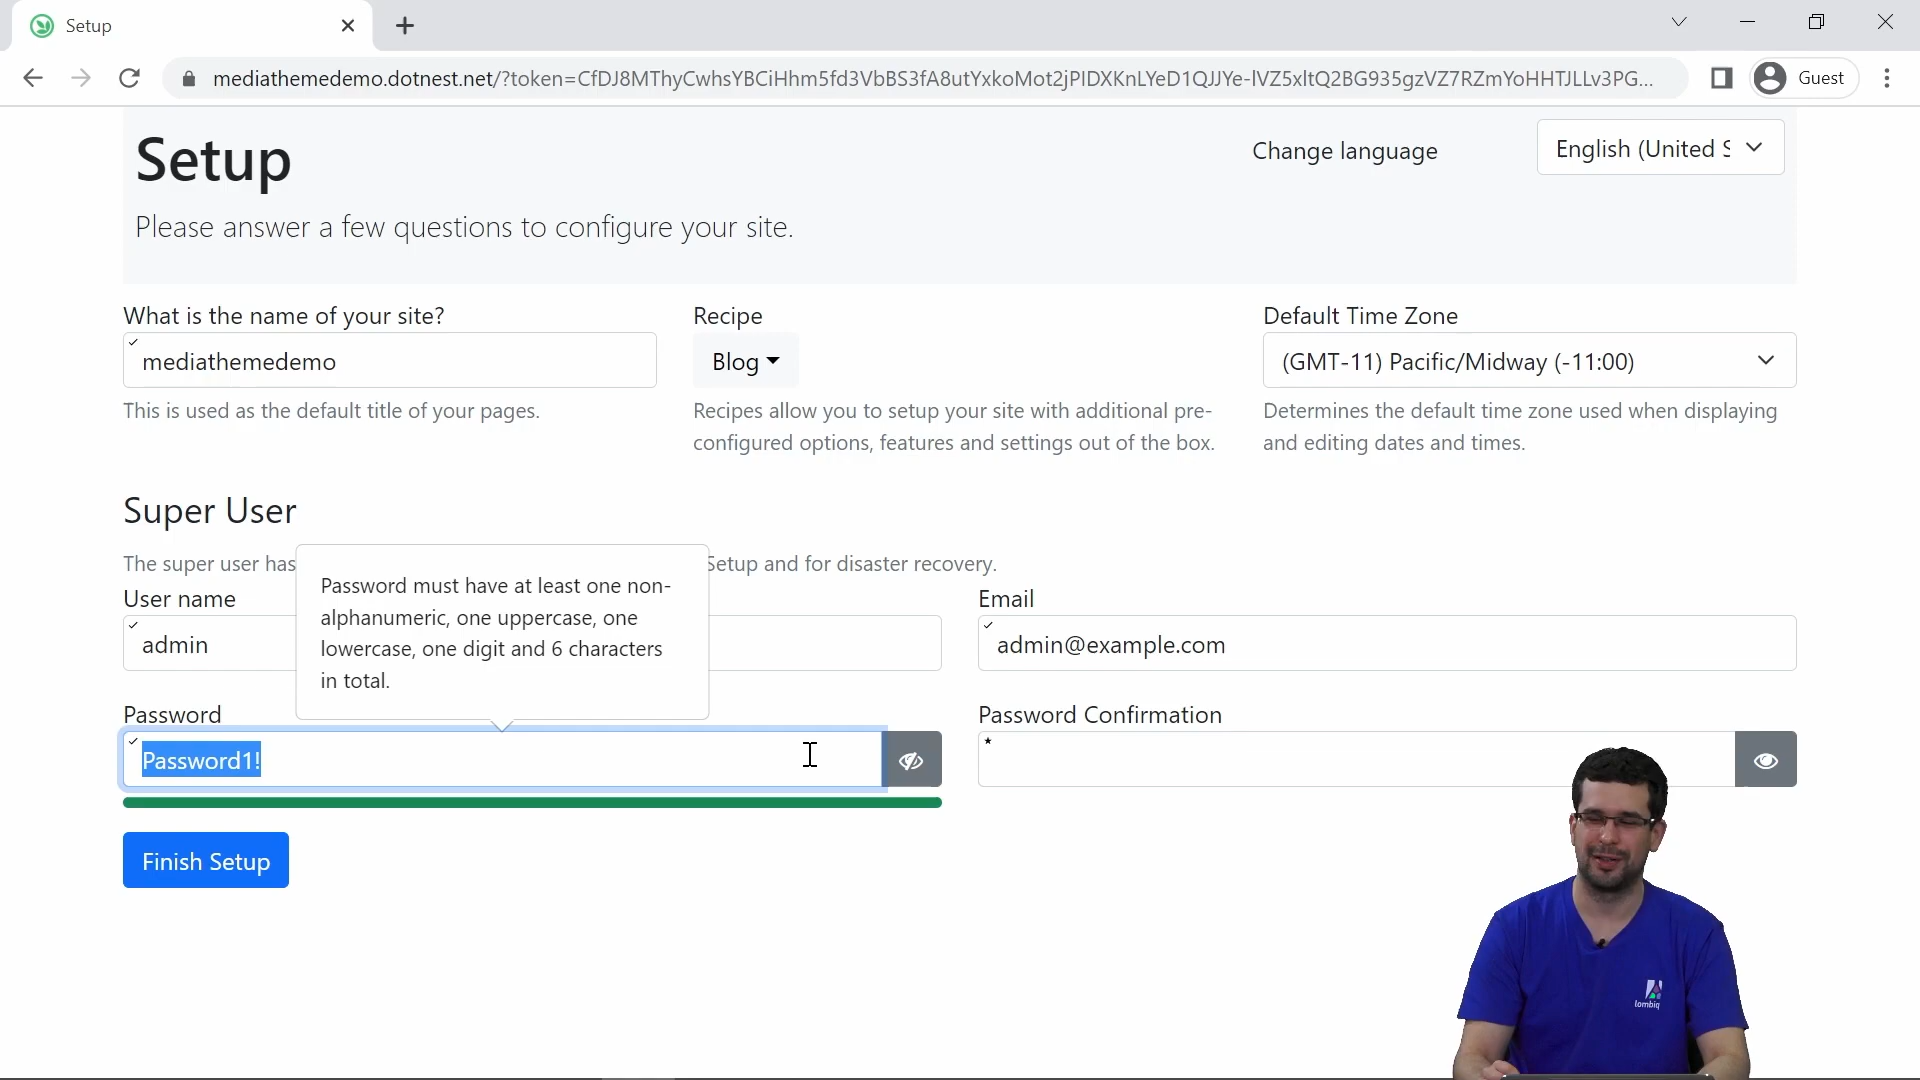 Setup
mediathemedemo.dotnest.net/?token=CfDJ8MThyCwhsYBCiHhm5fd3VbBS3fA8utYxkoMot2jPIDXKnLYeD1QJJYe-lVZ5xltQ2BG935gzVZ7RZmYoHHTJLLv3PG...
Guest
Setup
Change language
English (United S
Please answer a few questions to configure your site.
What is the name of your site?
Recipe
Default Time Zone
mediathemedemo
Blog
(GMT-11) Pacific/Midway (-11:00)
This is used as the default title of your pages.
Recipes allow you to setup your site with additional pre-
configured options, features and settings out of the box.
Determines the default time zone used when displaying
and editing dates and times.
Super User
The super user has
Setup and for disaster recovery.
Password must have at least one non-
alphanumeric, one uppercase, one
lowercase, one digit and 6 characters
in total.
User name
Email
admin
admin@example.com
Password
Password Confirmation
Password1!
*
Finish Setup
lombiq